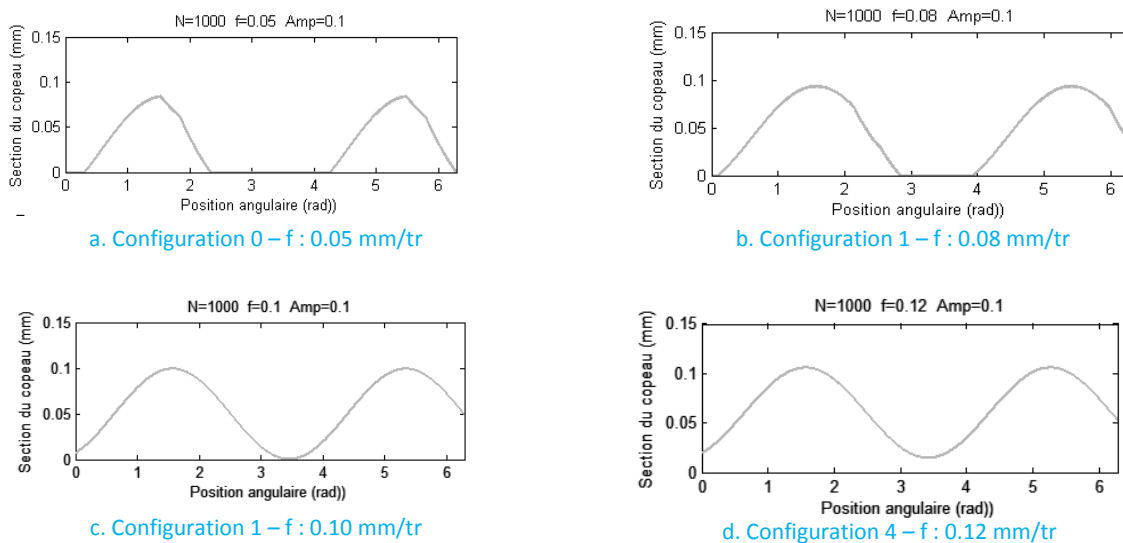 N=1000 f=0.05 Amp=0.1
Section du copeau (mm)
0.15
0.1
0.05
0
0 1 2 3 4 5 6
Position angulaire (rad))
a. Configuration 0 – f : 0.05 mm/tr
N=1000 f=0.08 Amp=0.1
Section du copeau (mm)
0.15
0.1
0.05
0
0 1 2 3 4 5 6
Position angulaire (rad))
b. Configuration 1 – f : 0.08 mm/tr
N=1000 f=0.1 Amp=0.1
Section du copeau (mm)
0.15
0.1
0.05
0
0 1 2 3 4 5 6
Position angulaire (rad))
c. Configuration 1 – f : 0.10 mm/tr
N=1000 f=0.12 Amp=0.1
Section du copeau (mm)
0.15
0.1
0.05
0
0 1 2 3 4 5 6
Position angulaire (rad))
d. Configuration 4 – f : 0.12 mm/tr